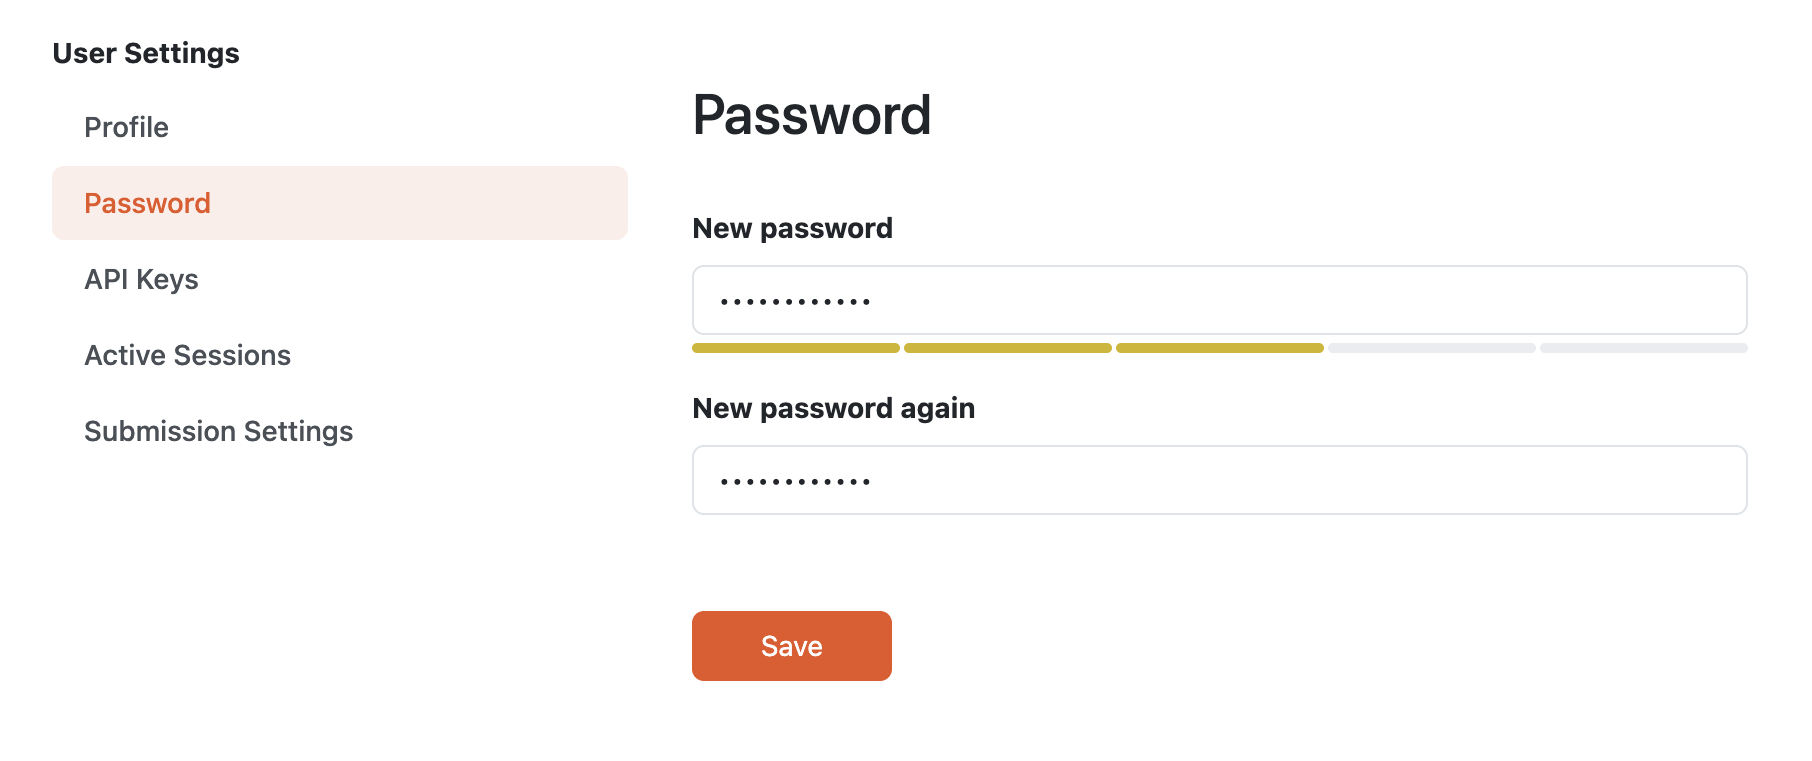 User Settings
Profile
Password
API Keys
Active Sessions
Submission Settings
Password
New password
••••••••••••
New password again
••••••••••••
Save